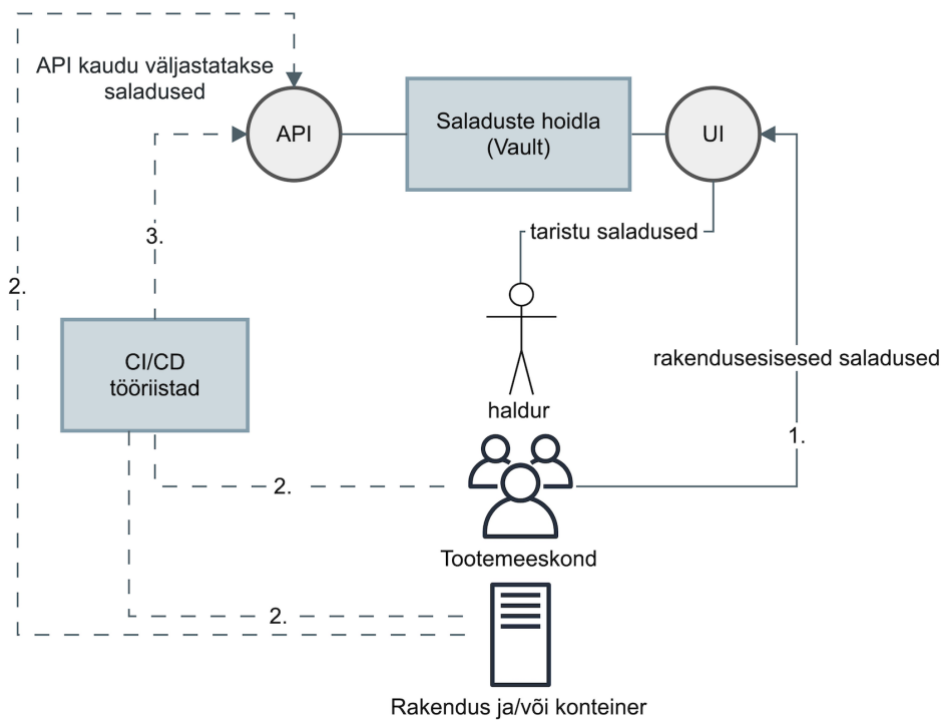 API kaudu väljastatakse
saladused
API
Saladuste hoidla
(Vault)
UI
taristu saladused
3.
2.
CI/CD
tööriistad
rakendusesisesed saladused
haldur
1.
2.
Tootemeeskond
2.
Rakendus ja/või konteiner